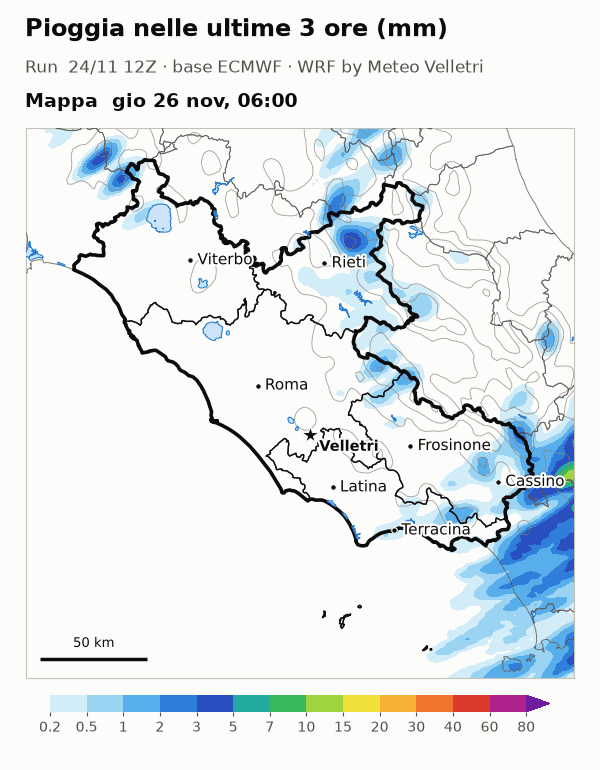 Pioggia nelle ultime 3 ore (mm)
Run 24/11 12Z · base ECMWF · WRF by Meteo Velletri
Mappa gio 26 nov, 06:00
Viterbo
Rieti
Roma
Velletri
Frosinone
Latina
Cassino
Terracina
50 km
0.2 0.5 1 2 3 5 7 10 15 20 30 40 60 80